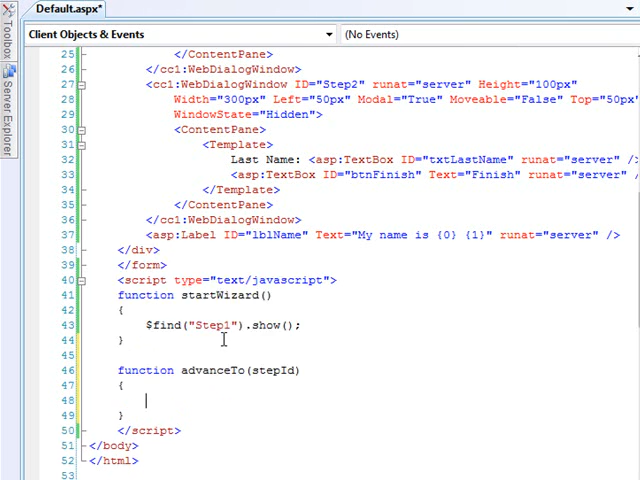 Default.aspx*
Client Objects & Events
(No Events)
Toolbox
Server Explorer
25 </ContentPane>
26 </cc1:WebDialogWindow>
27 <cc1:WebDialogWindow ID="Step2" runat="server" Height="100px"
28 Width="300px" Left="50px" Modal="True" Moveable="False" Top="50px"
29 WindowState="Hidden">
30 <ContentPane>
31 <Template>
32 Last Name: <asp:TextBox ID="txtLastName" runat="server" />
33 <asp:TextBox ID="btnFinish" Text="Finish" runat="server" /
34 </Template>
35 </ContentPane>
36 </cc1:WebDialogWindow>
37 <asp:Label ID="lblName" Text="My name is {0} {1}" runat="server" />
38 </div>
39 </form>
40 <script type="text/javascript">
41 function startWizard()
42 {
43 $find("Step1").show();
44 }
45
46 function advanceTo(stepId)
47 {
48
49 }
50 </script>
51 </body>
52 </html>
53